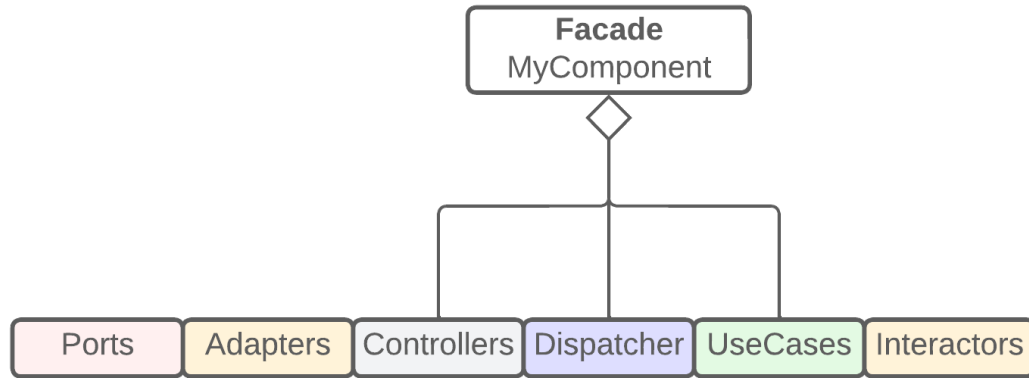 Facade
MyComponent
Ports
Adapters
Controllers
Dispatcher
UseCases
Interactors